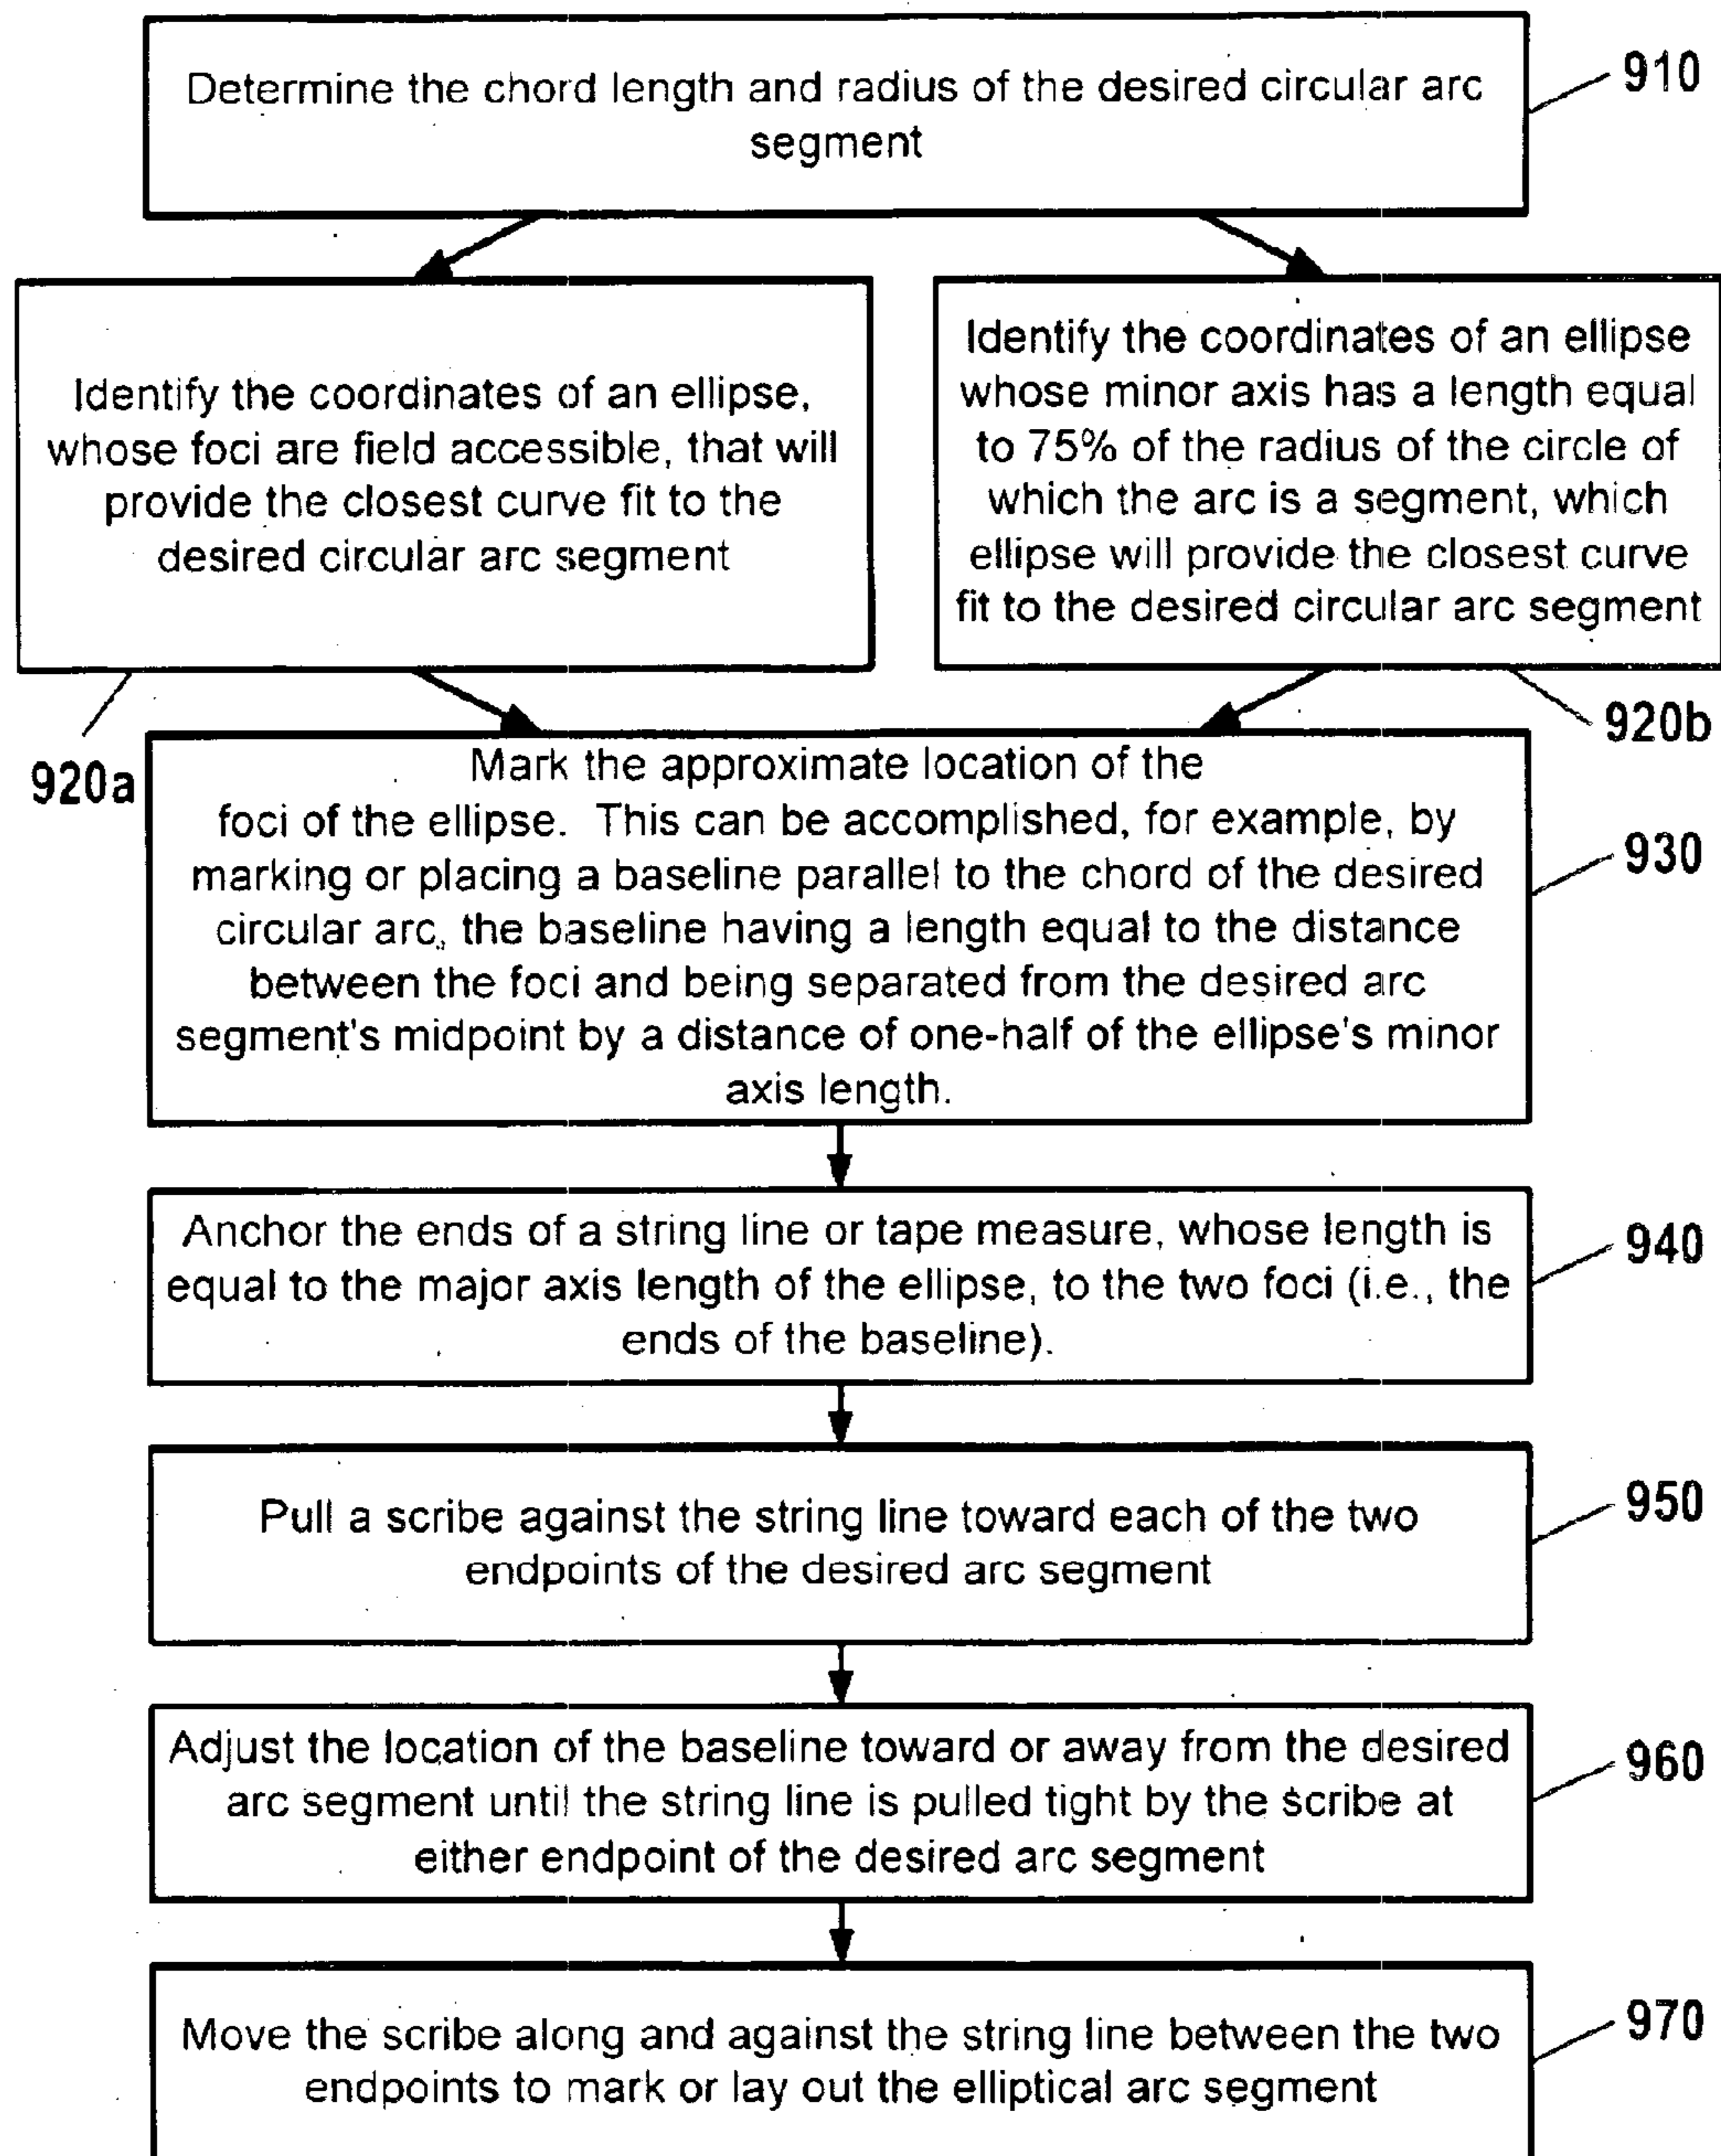 Determine the chord length and radius of the desired circular arc
segment
910
Identify the coordinates of an ellipse,
whose foci are field accessible, that will
provide the closest curve fit to the
desired circular arc segment
920a
Identify the coordinates of an ellipse
whose minor axis has a length equal
to 75% of the radius of the circle of
which the arc is a segment, which
ellipse will provide the closest curve
fit to the desired circular arc segment
920b
Mark the approximate location of the
foci of the ellipse. This can be accomplished, for example, by
marking or placing a baseline parallel to the chord of the desired
circular arc, the baseline having a length equal to the distance
between the foci and being separated from the desired arc
segment's midpoint by a distance of one-half of the ellipse's minor
axis length.
930
Anchor the ends of a string line or tape measure, whose length is
equal to the major axis length of the ellipse, to the two foci (i.e., the
ends of the baseline).
940
Pull a scribe against the string line toward each of the two
endpoints of the desired arc segment
950
Adjust the location of the baseline toward or away from the desired
arc segment until the string line is pulled tight by the scribe at
either endpoint of the desired arc segment
960
Move the scribe along and against the string line between the two
endpoints to mark or lay out the elliptical arc segment
970